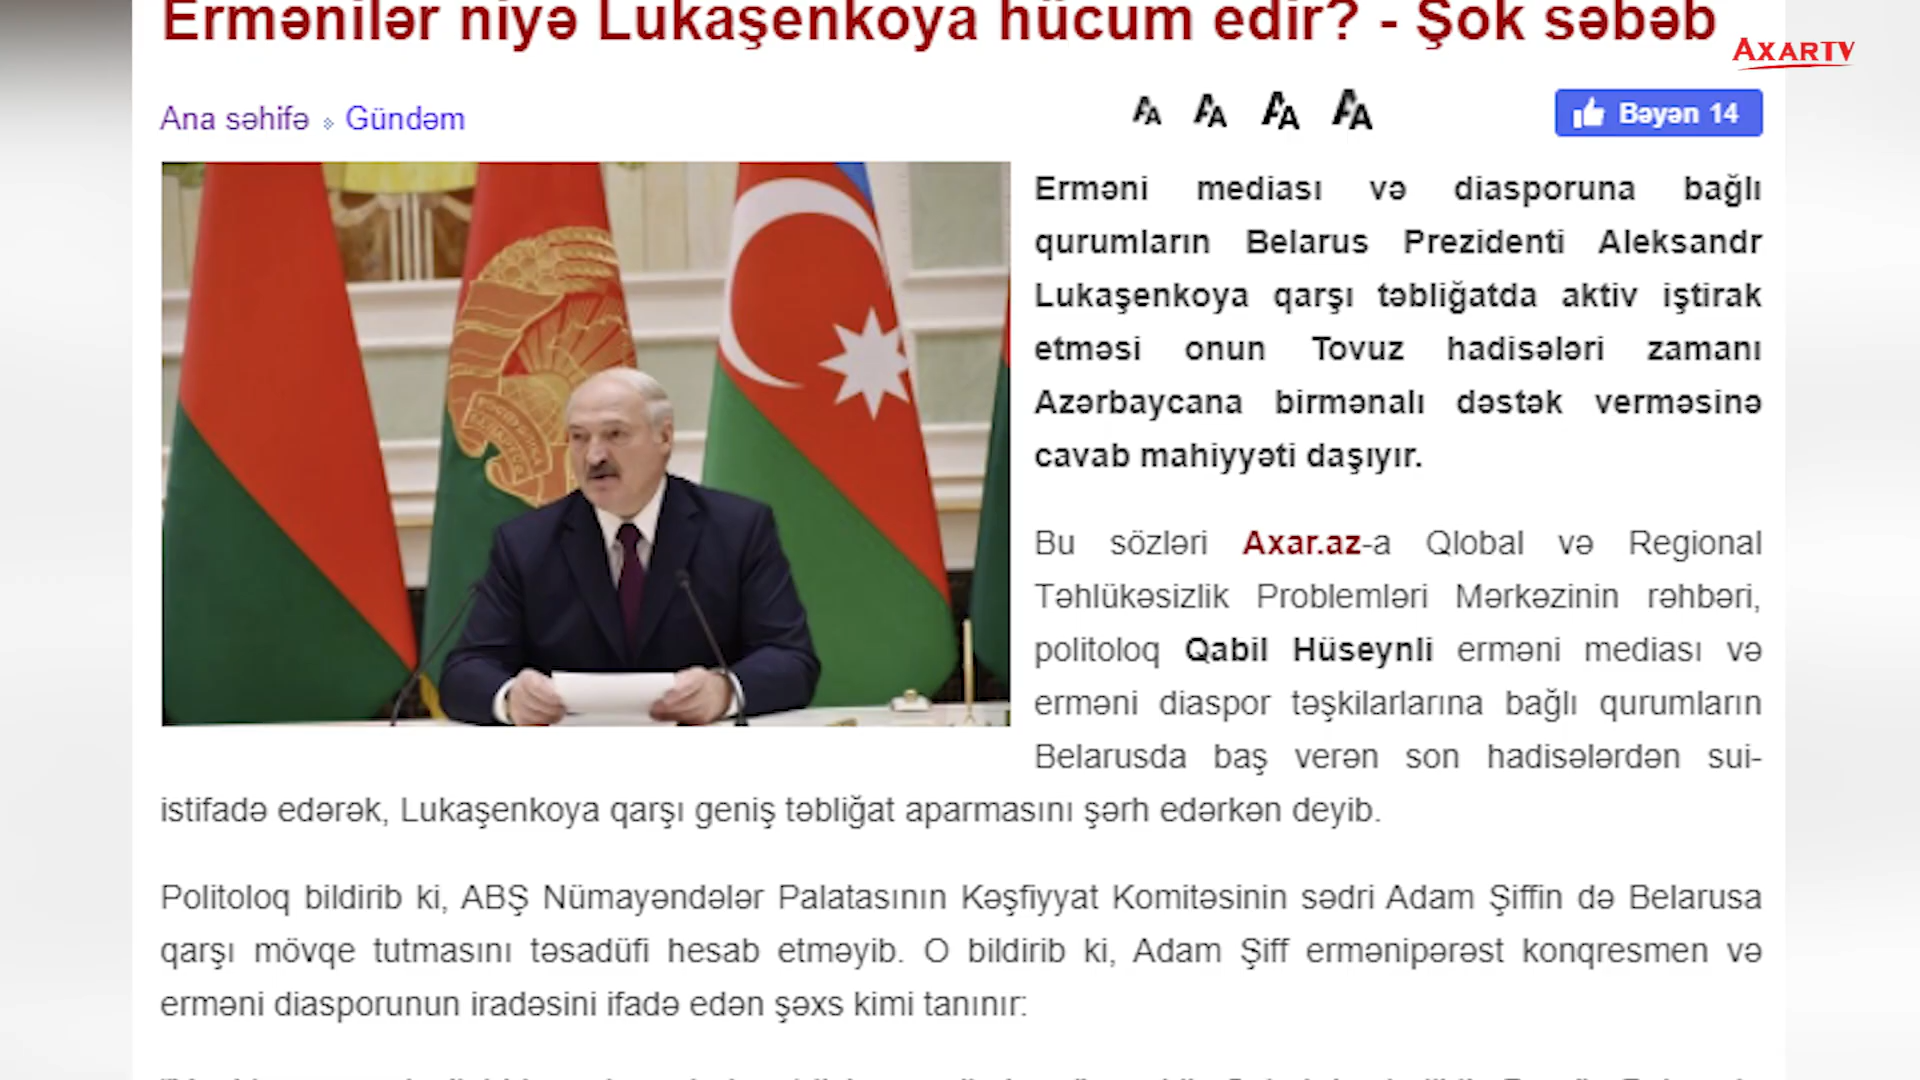 Ermənilər niyə Lukaşenkoya hücum edir? - Şok səbəb
AXARTV
Ana səhifə Gündəm
AA AA AA AA
Bəyən 14
Erməni mediası və diasporuna bağlı
qurumların Belarus Prezidenti Aleksandr
Lukaşenkoya qarşı təbliğatda aktiv iştirak
etməsi onun Tovuz hadisələri zamanı
Azərbaycana birmənalı dəstək verməsinə
cavab mahiyyəti daşıyır.
Bu sözləri Axar.az-a Qlobal və Regional
Təhlükəsizlik Problemləri Mərkəzinin rəhbəri,
politoloq Qabil Hüseynli erməni mediası və
erməni diaspor təşkilarlarına bağlı qurumların
Belarusda baş verən son hadisələrdən sui-
istifadə edərək, Lukaşenkoya qarşı geniş təbliğat aparmasını şərh edərkən deyib.
Politoloq bildirib ki, ABŞ Nümayəndələr Palatasının Kəşfiyyat Komitəsinin sədri Adam Şiffin də Belarusa
qarşı mövqe tutmasını təsadüfi hesab etməyib. O bildirib ki, Adam Şiff ermənipərəst konqresmen və
erməni diasporunun iradəsini ifadə edən şəxs kimi tanınır: